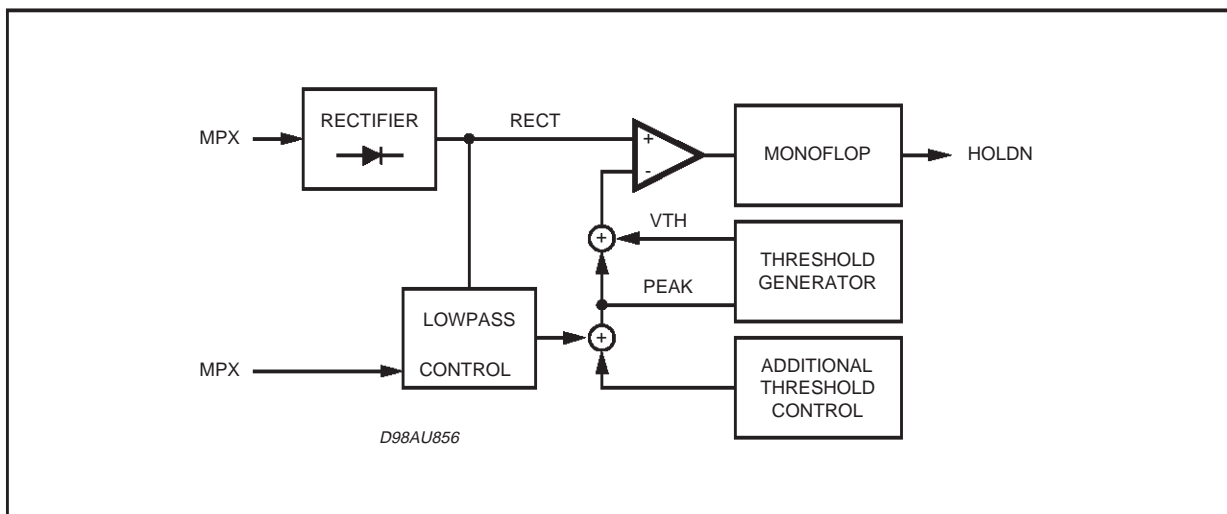 RECTIFIER
MPX
RECT
+
-
MONOFLOP
HOLDN
VTH
+
THRESHOLD
GENERATOR
PEAK
LOWPASS
CONTROL
+
MPX
ADDITIONAL
THRESHOLD
CONTROL
D98AU856